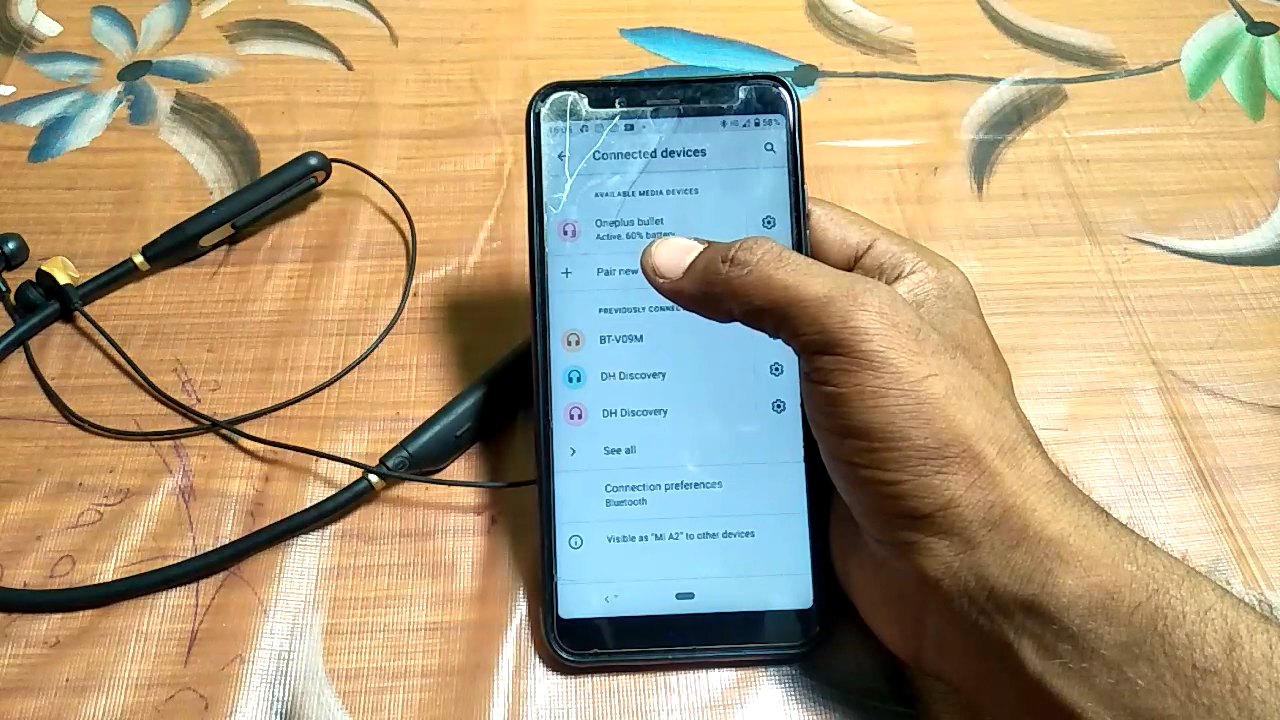 58%
Connected devices
AVAILABLE MEDIA DEVICES
Oneplus bullet
Active, 60% battery
Pair new
PREVIOUSLY
BT-V09M
DH Discovery
DH Discovery
See all
Connection preferences
Bluetooth
Visible as "Mi A2" to other devices